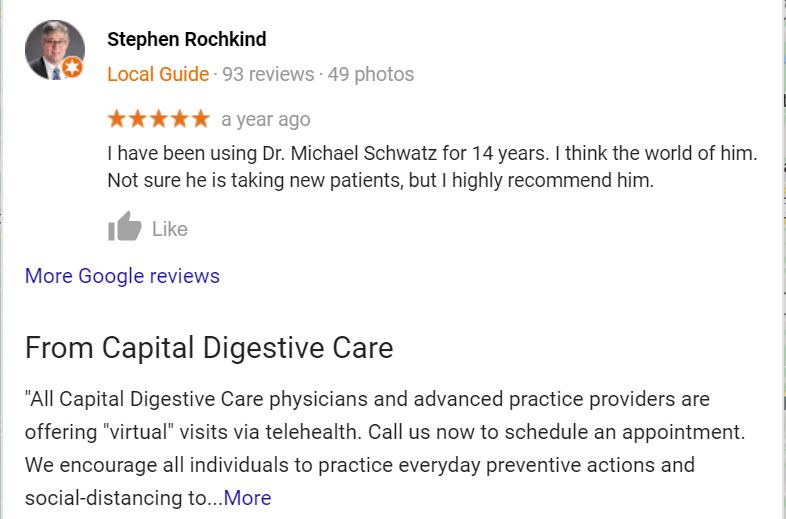 Stephen Rochkind
Local Guide · 93 reviews · 49 photos
a year ago
I have been using Dr. Michael Schwatz for 14 years. I think the world of him.
Not sure he is taking new patients, but I highly recommend him.
Like
More Google reviews
From Capital Digestive Care
"All Capital Digestive Care physicians and advanced practice providers are
offering "virtual" visits via telehealth. Call us now to schedule an appointment.
We encourage all individuals to practice everyday preventive actions and
social-distancing to...More